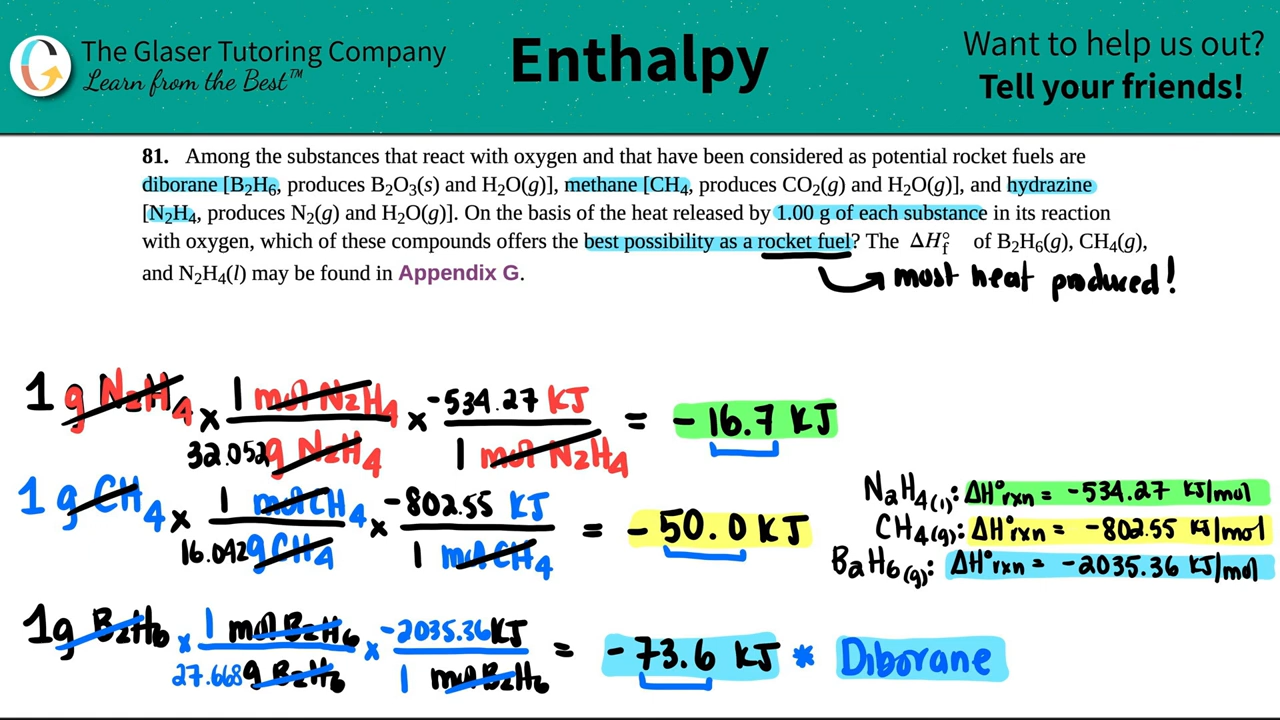 The Glaser Tutoring Company
Learn from the Best™
Enthalpy
Want to help us out?
Tell your friends!
81. Among the substances that react with oxygen and that have been considered as potential rocket fuels are
diborane [B₂H₆, produces B₂O₃(s) and H₂O(g)], methane [CH₄, produces CO₂(g) and H₂O(g)], and hydrazine
[N₂H₄, produces N₂(g) and H₂O(g)]. On the basis of the heat released by 1.00 g of each substance in its reaction
with oxygen, which of these compounds offers the best possibility as a rocket fuel? The ΔH°f of B₂H₆(g), CH₄(g),
and N₂H₄(l) may be found in Appendix G.
most heat produced!
1 g N₂H₄ × 1 mol N₂H₄ / 32.052 g N₂H₄ × -534.27 KJ / 1 mol N₂H₄ = -16.7 KJ
1 g CH₄ × 1 mol CH₄ / 16.042 g CH₄ × -802.55 KJ / 1 mol CH₄ = -50.0 KJ
N₂H₄(l): ΔH°rxn = -534.27 KJ/mol
CH₄(g): ΔH°rxn = -802.55 KJ/mol
B₂H₆(g): ΔH°rxn = -2035.36 KJ/mol
1g B₂H₆ × 1 mol B₂H₆ / 27.668 g B₂H₆ × -2035.36 KJ / 1 mol B₂H₆ = -73.6 KJ * Diborane